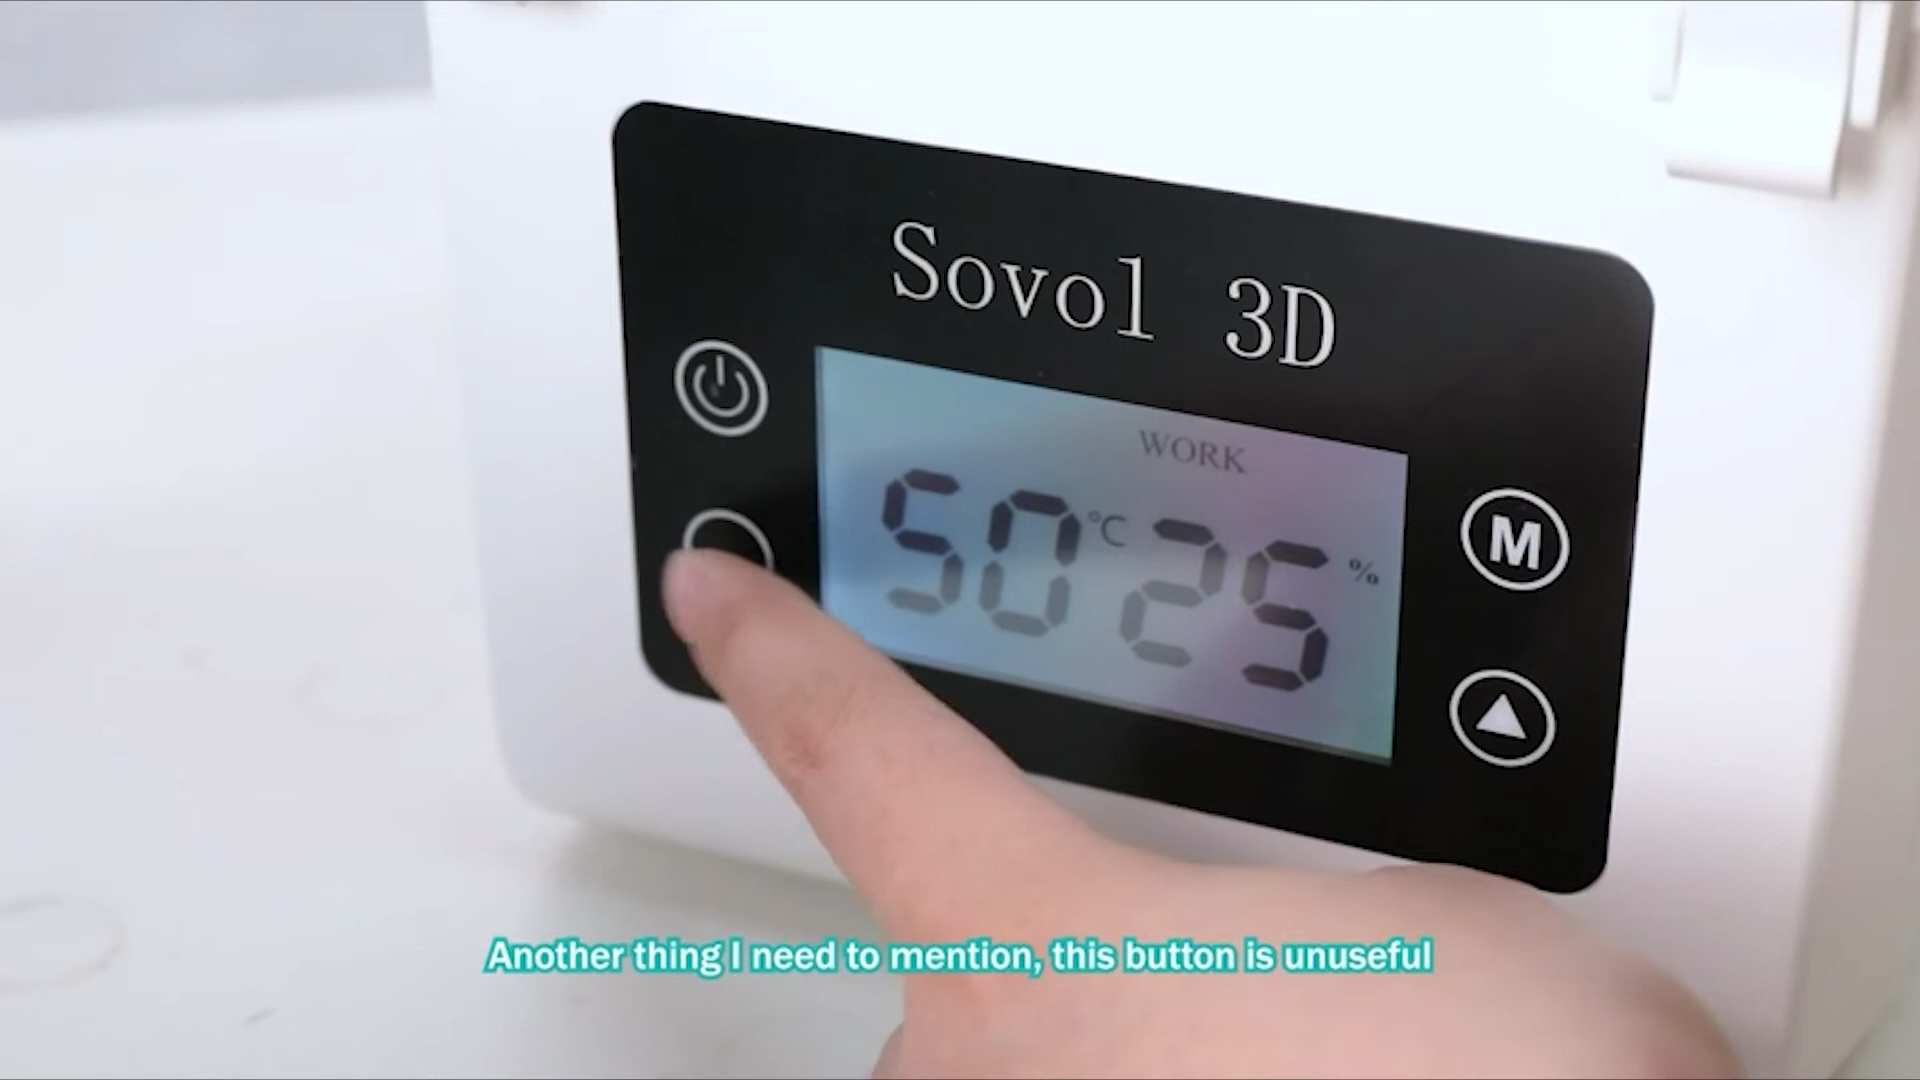 Sovol 3D
WORK
50 °C 25 %
M
Another thing I need to mention, this button is unuseful